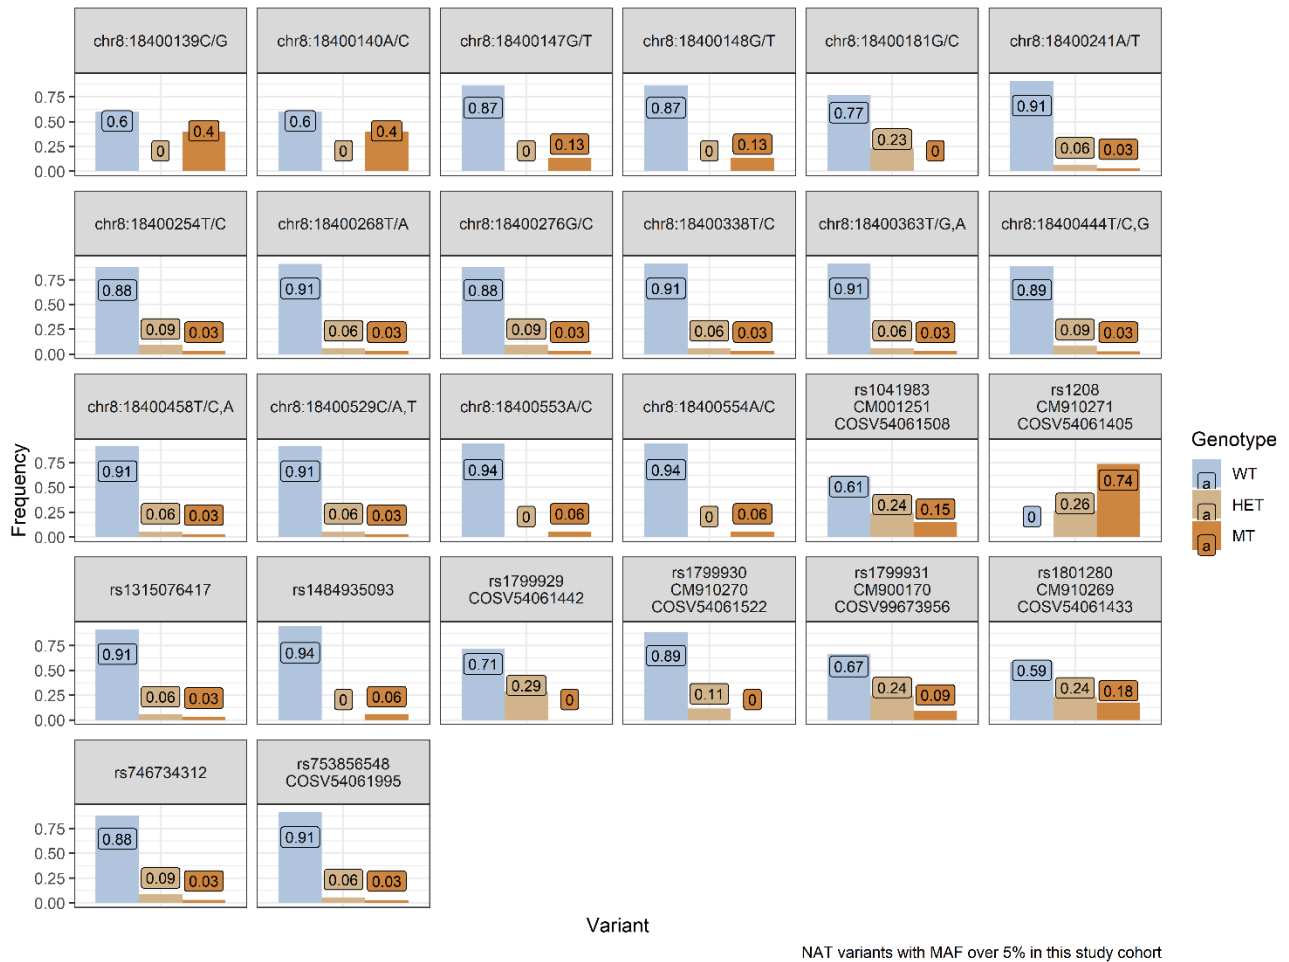 chr8:18400139C/G
chr8:18400140A/C
chr8:18400147G/T
chr8:18400148G/T
chr8:18400181G/C
chr8:18400241A/T
0.75
0.50
0.25
0.00
0.6
0
0.4
0.6
0
0.4
0.87
0
0.13
0.87
0
0.13
0.77
0.23
0
0.91
0.06
0.03
chr8:18400254T/C
chr8:18400268T/A
chr8:18400276G/C
chr8:18400338T/C
chr8:18400363T/G,A
chr8:18400444T/C,G
0.75
0.50
0.25
0.00
0.88
0.09
0.03
0.91
0.06
0.03
0.88
0.09
0.03
0.91
0.06
0.03
0.91
0.06
0.03
0.89
0.09
0.03
chr8:18400458T/C,A
chr8:18400529C/A,T
chr8:18400553A/C
chr8:18400554A/C
rs1041983
CM001251
COSV54061508
rs1208
CM910271
COSV54061405
0.75
0.50
0.25
0.00
0.91
0.06
0.03
0.91
0.06
0.03
0.94
0
0.06
0.94
0
0.06
0.61
0.24
0.15
0
0.26
0.74
Frequency
Genotype
a
WT
a
HET
a
MT
rs1315076417
rs1484935093
rs1799929
COSV54061442
rs1799930
CM910270
COSV54061522
rs1799931
CM900170
COSV99673956
rs1801280
CM910269
COSV54061433
0.75
0.50
0.25
0.00
0.91
0.06
0.03
0.94
0
0.06
0.71
0.29
0
0.89
0.11
0
0.67
0.24
0.09
0.59
0.24
0.18
rs746734312
rs753856548
COSV54061995
0.75
0.50
0.25
0.00
0.88
0.09
0.03
0.91
0.06
0.03
Variant
NAT variants with MAF over 5% in this study cohort